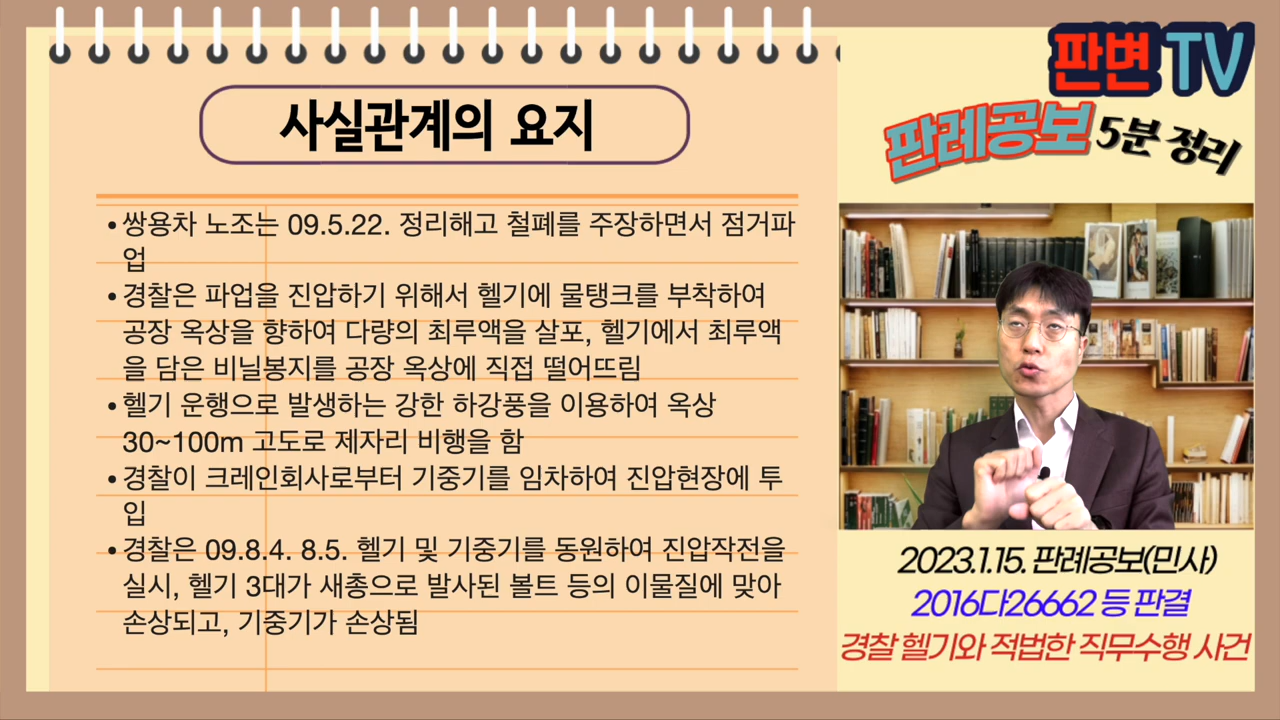 사실관계의 요지
•쌍용차 노조는 09.5.22. 정리해고 철폐를 주장하면서 점거파
업
•경찰은 파업을 진압하기 위해서 헬기에 물탱크를 부착하여
공장 옥상을 향하여 다량의 최루액을 살포, 헬기에서 최루액
을 담은 비닐봉지를 공장 옥상에 직접 떨어뜨림
•헬기 운행으로 발생하는 강한 하강풍을 이용하여 옥상
30~100m 고도로 제자리 비행을 함
•경찰이 크레인회사로부터 기중기를 임차하여 진압현장에 투
입
•경찰은 09.8.4. 8.5. 헬기 및 기중기를 동원하여 진압작전을
실시, 헬기 3대가 새총으로 발사된 볼트 등의 이물질에 맞아
손상되고, 기중기가 손상됨
판변 TV
판례공보 5분 정리
2023.1.15. 판례공보(민사)
2016다26662 등 판결
경찰 헬기와 적법한 직무수행 사건